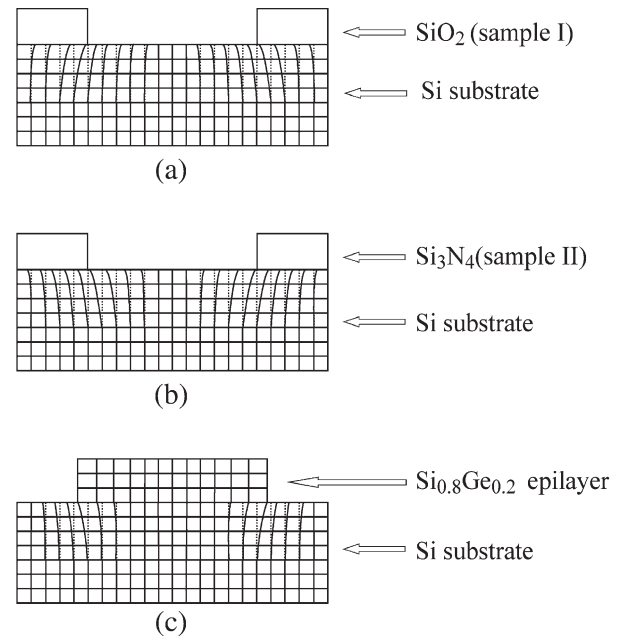 SiO₂ (sample I)
Si substrate
(a)
Si₃N₄(sample II)
Si substrate
(b)
Si₀.₈Ge₀.₂ epilayer
Si substrate
(c)